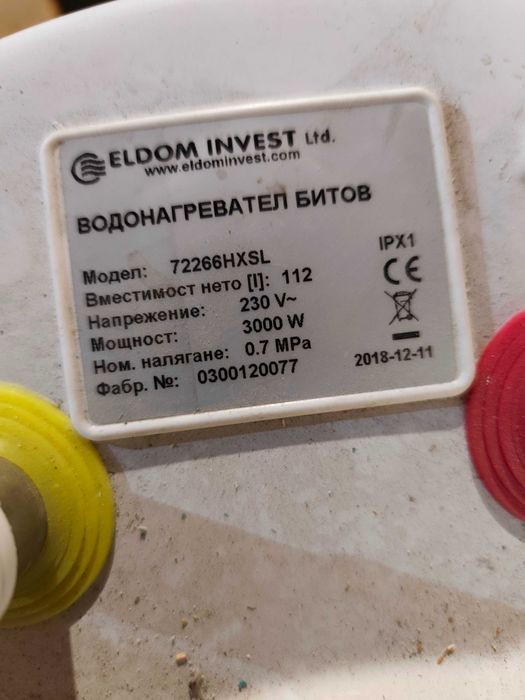 ELDOM INVEST Ltd.
www.eldominvest.com
ВОДОНАГРЕВАТЕЛ БИТОВ
Модел: 72266HXSL
Вместимост нето [l]: 112
Напрежение: 230 V~
Мощност: 3000 W
Ном. налягане: 0.7 MPa
Фабр. №: 0300120077
IPX1
CE
2018-12-11